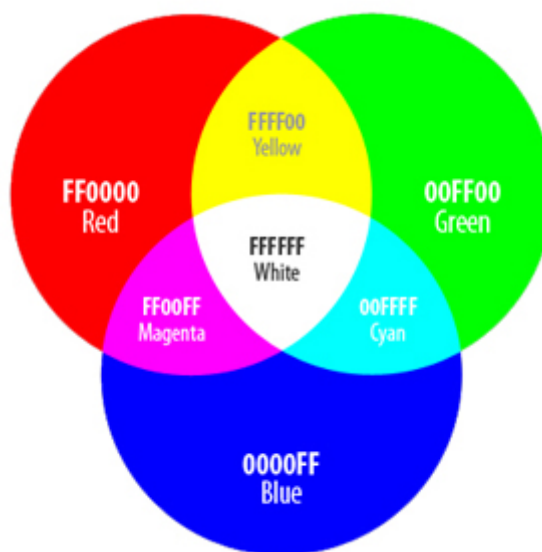 FFFF00
Yellow
FF0000
Red
00FF00
Green
FFFFFF
White
FF00FF
Magenta
00FFFF
Cyan
0000FF
Blue